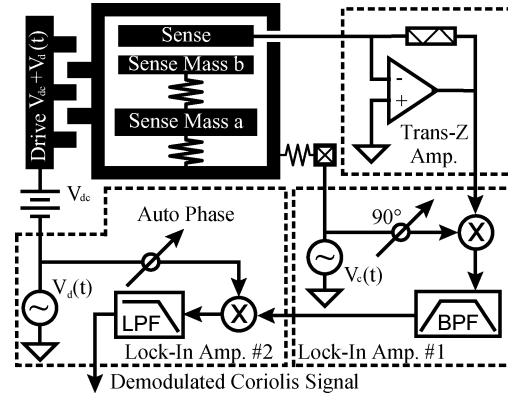 Drive V_dc + V_d(t)
Sense
Sense Mass b
Sense Mass a
-
+
Trans-Z
Amp.
V_dc
Auto Phase
90°
X
V_d(t)
V_c(t)
~
~
LPF
X
BPF
Lock-In Amp. #2
Lock-In Amp. #1
Demodulated Coriolis Signal